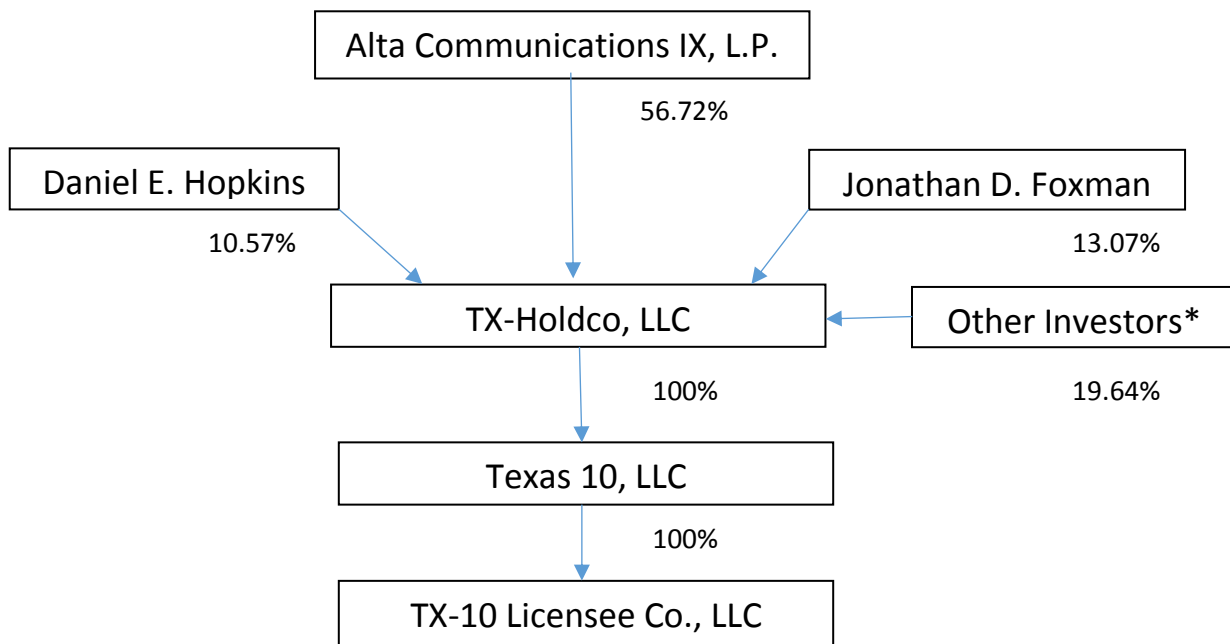 Alta Communications IX, L.P.
56.72%
Daniel E. Hopkins
Jonathan D. Foxman
10.57%
13.07%
TX-Holdco, LLC
Other Investors*
100%
19.64%
Texas 10, LLC
100%
TX-10 Licensee Co., LLC